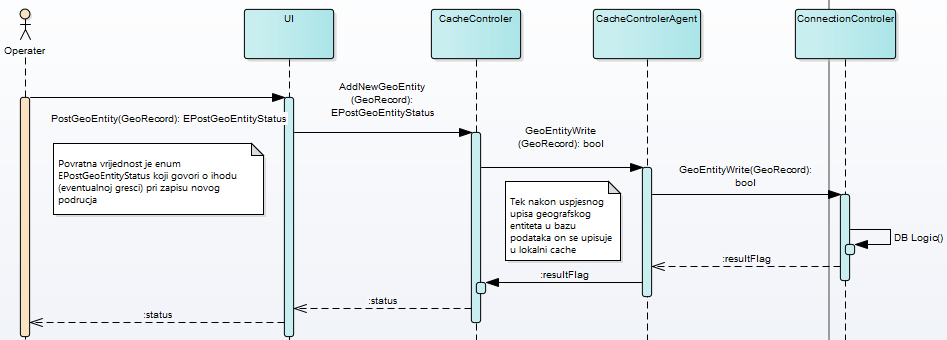 UI
CacheControler
CacheControlerAgent
ConnectionControler
Operater
AddNewGeoEntity
(GeoRecord):
EPostGeoEntityStatus
PostGeoEntity(GeoRecord): EPostGeoEntityStatus
GeoEntityWrite
(GeoRecord): bool
Povratna vrijednost je enum
EPostGeoEntityStatus koji govori o ihodu
(eventualnoj gresci) pri zapisu novog
podrucja
GeoEntityWrite(GeoRecord):
bool
Tek nakon uspjesnog
upisa geografskog
entiteta u bazu
podataka on se upisuje
u lokalni cache
DB Logic()
:resultFlag
:resultFlag
:status
:status